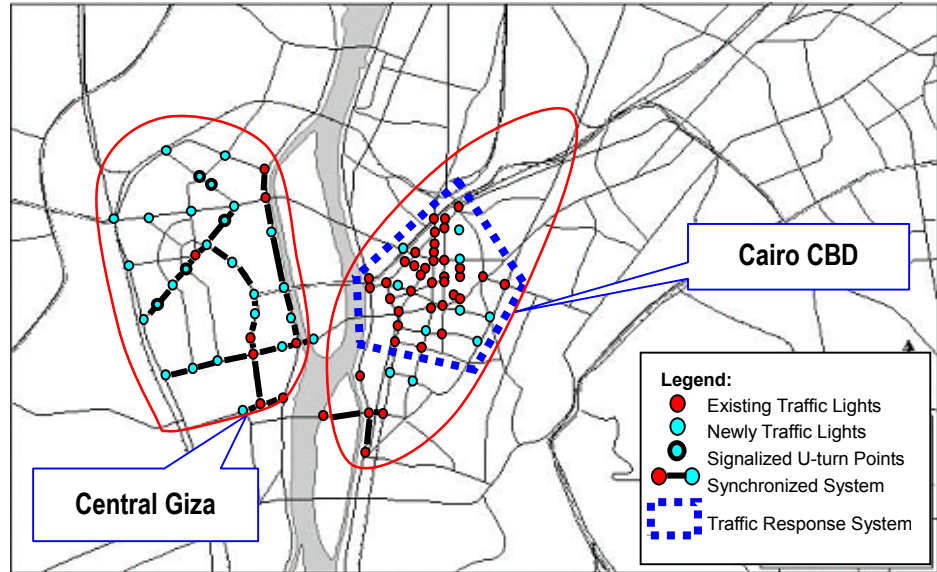 Cairo CBD
Central Giza
Legend:
Existing Traffic Lights
Newly Traffic Lights
Signalized U-turn Points
Synchronized System
Traffic Response System